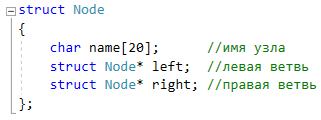 struct Node
{
char name[20]; //имя узла
struct Node* left; //левая ветвь
struct Node* right; //правая ветвь
};